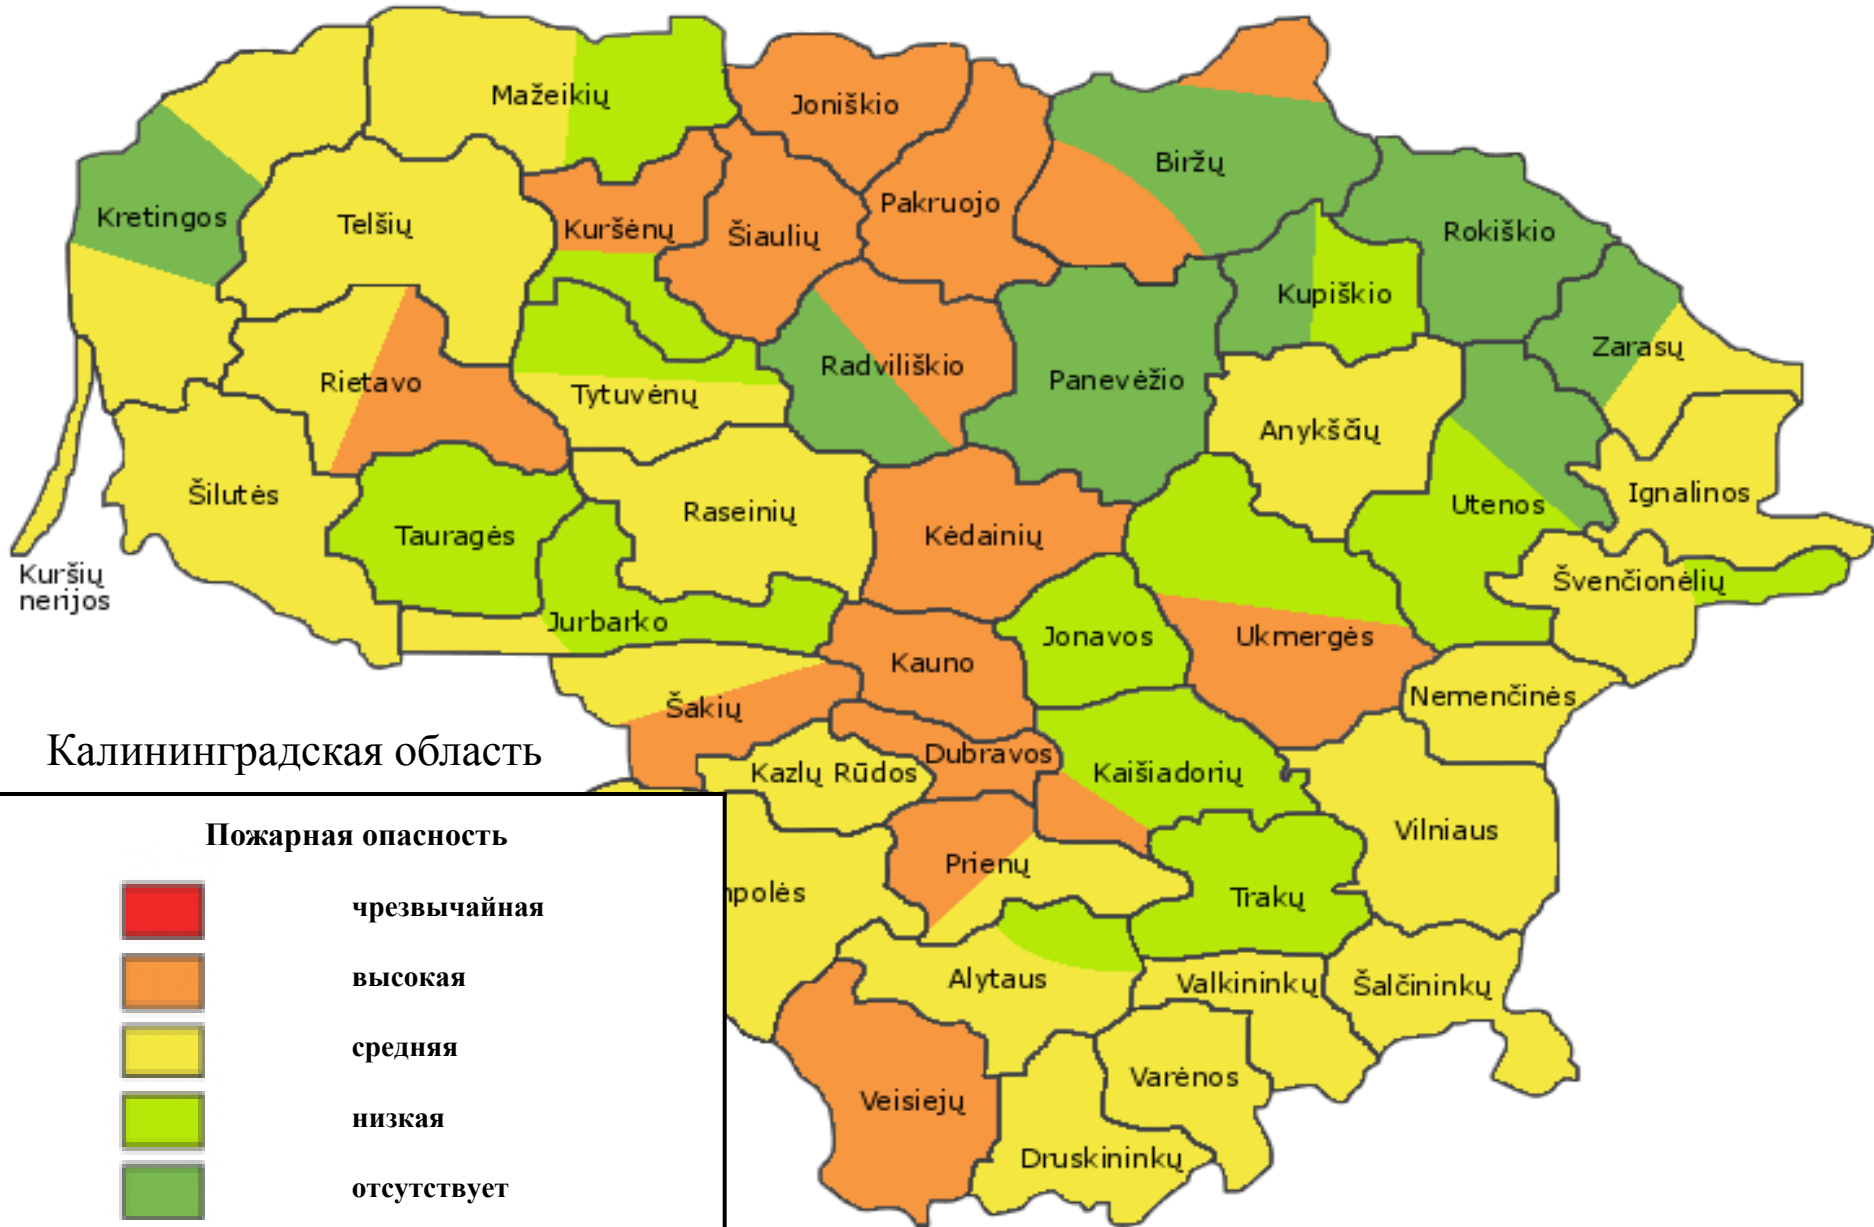 Mažeikių
Joniškio
Biržų
Kretingos
Telšių
Kuršėnų
Šiaulių
Pakruojo
Rokiškio
Kupiškio
Rietavo
Tytuvėnų
Radviliškio
Panevėžio
Zarasų
Anykščių
Šilutės
Tauragės
Raseinių
Kėdainių
Utenos
Ignalinos
Kuršių
nerijos
Švenčionėlių
Jurbarko
Kauno
Jonavos
Ukmergės
Nemenčinės
Šakių
Калининградская область
Kazlų Rūdos
Dubravos
Kaišiadorių
Vilniaus
Prienų
Trakų
polės
Alytaus
Valkininkų
Šalčininkų
Veisiejų
Varėnos
Druskininkų
Пожарная опасность
чрезвычайная
высокая
средняя
низкая
отсутствует